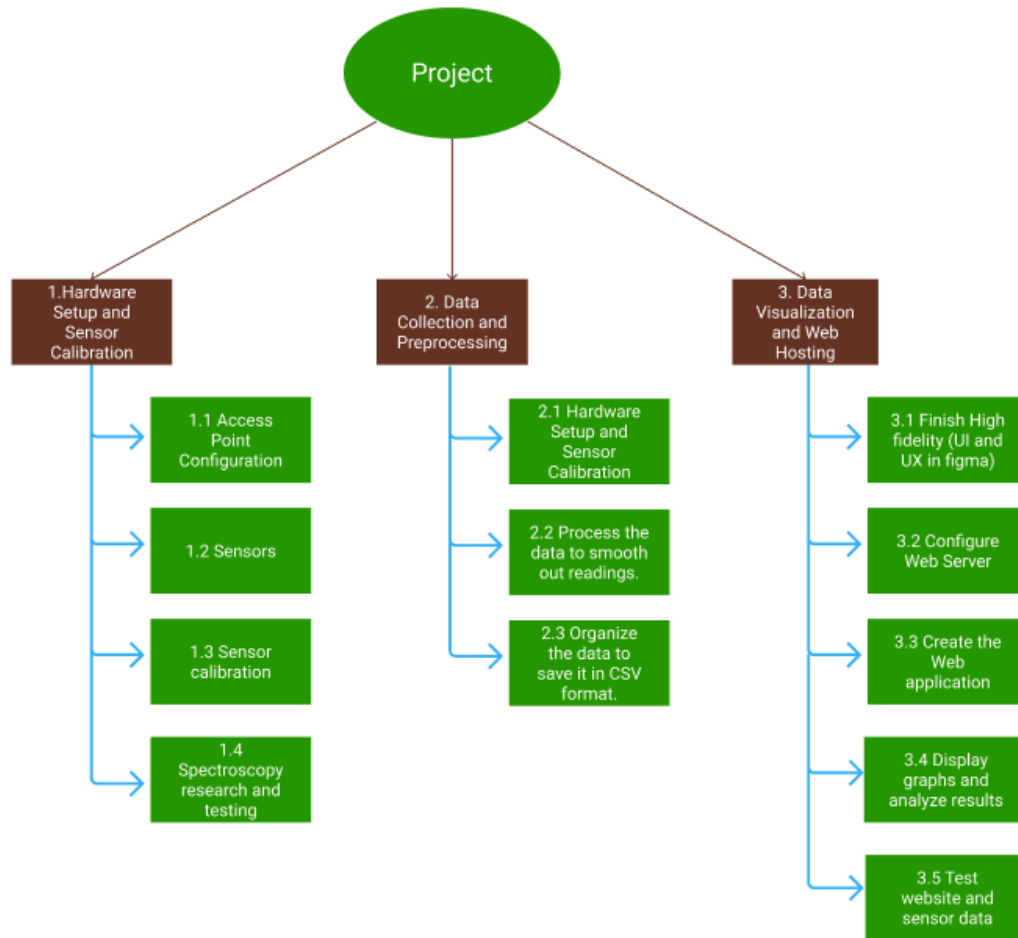 Project
1.Hardware
Setup and
Sensor
Calibration
1.1 Access
Point
Configuration
1.2 Sensors
1.3 Sensor
calibration
1.4
Spectroscopy
research and
testing
2. Data
Collection and
Preprocessing
2.1 Hardware
Setup and
Sensor
Calibration
2.2 Process the
data to smooth
out readings.
2.3 Organize
the data to
save it in CSV
format.
3. Data
Visualization
and Web
Hosting
3.1 Finish High
fidelity (UI and
UX in figma)
3.2 Configure
Web Server
3.3 Create the
Web
application
3.4 Display
graphs and
analyze results
3.5 Test
website and
sensor data